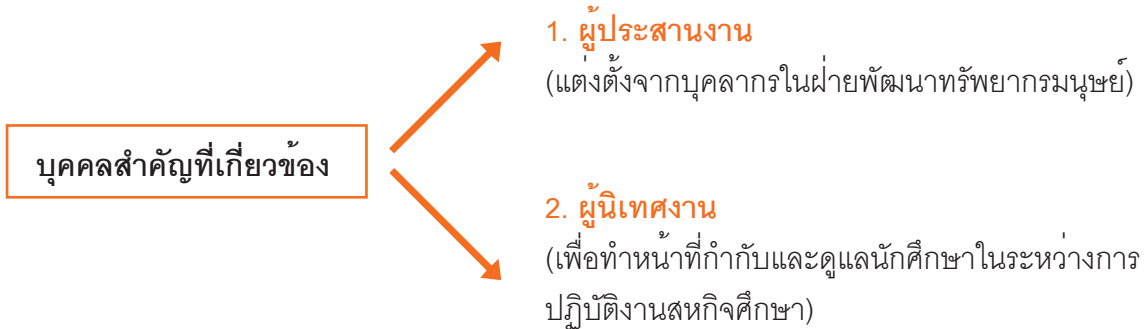 1. ผู้ประสานงาน
(แต่งตั้งจากบุคลากรในฝ่ายพัฒนาทรัพยากรมนุษย์)
บุคคลสำคัญที่เกี่ยวข้อง
2. ผู้นิเทศงาน
(เพื่อทำหน้าที่กำกับและดูแลนักศึกษาในระหว่างการ
ปฏิบัติงานสหกิจศึกษา)